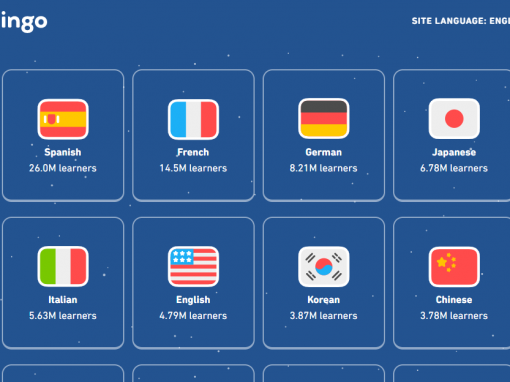 ingo
SITE LANGUAGE: ENGL
Spanish
26.0M learners
French
14.5M learners
German
8.21M learners
Japanese
6.78M learners
Italian
5.63M learners
English
4.79M learners
Korean
3.87M learners
Chinese
3.78M learners